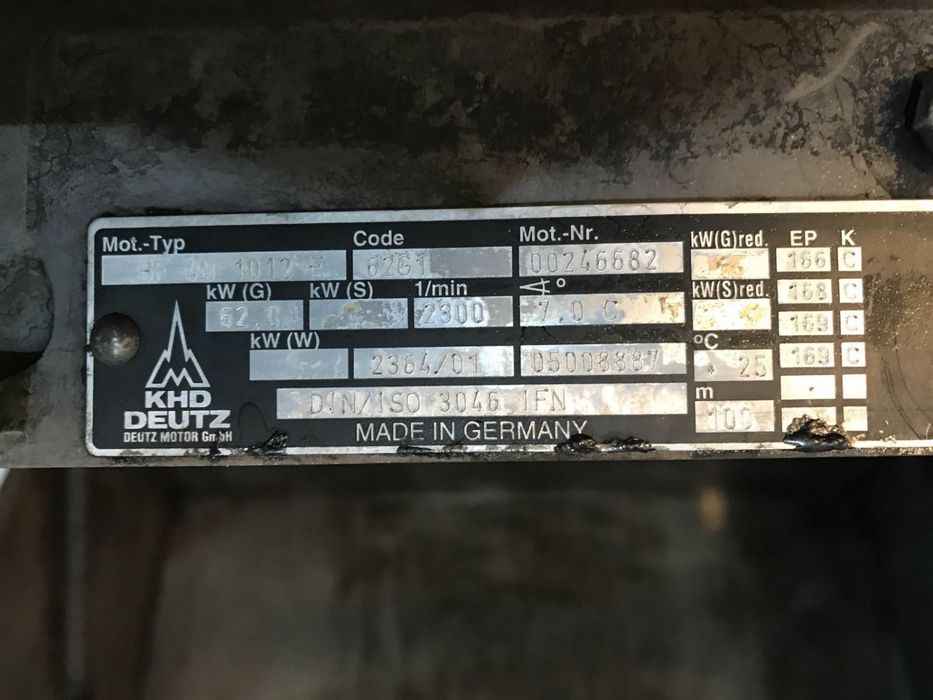 Mot.-Typ Code Mot.-Nr. kW(G)red. EP K
1012 62G1 00246682 166 C
kW (G) kW (S) 1/min ° kW(S)red. 168 C
62.0 2300 7.0 C 169 C
kW (W) °C
2364/01 05008887 25 169 C
m
DIN/ISO 3046 IFN 100
KHD
DEUTZ
DEUTZ MOTOR GmbH
MADE IN GERMANY